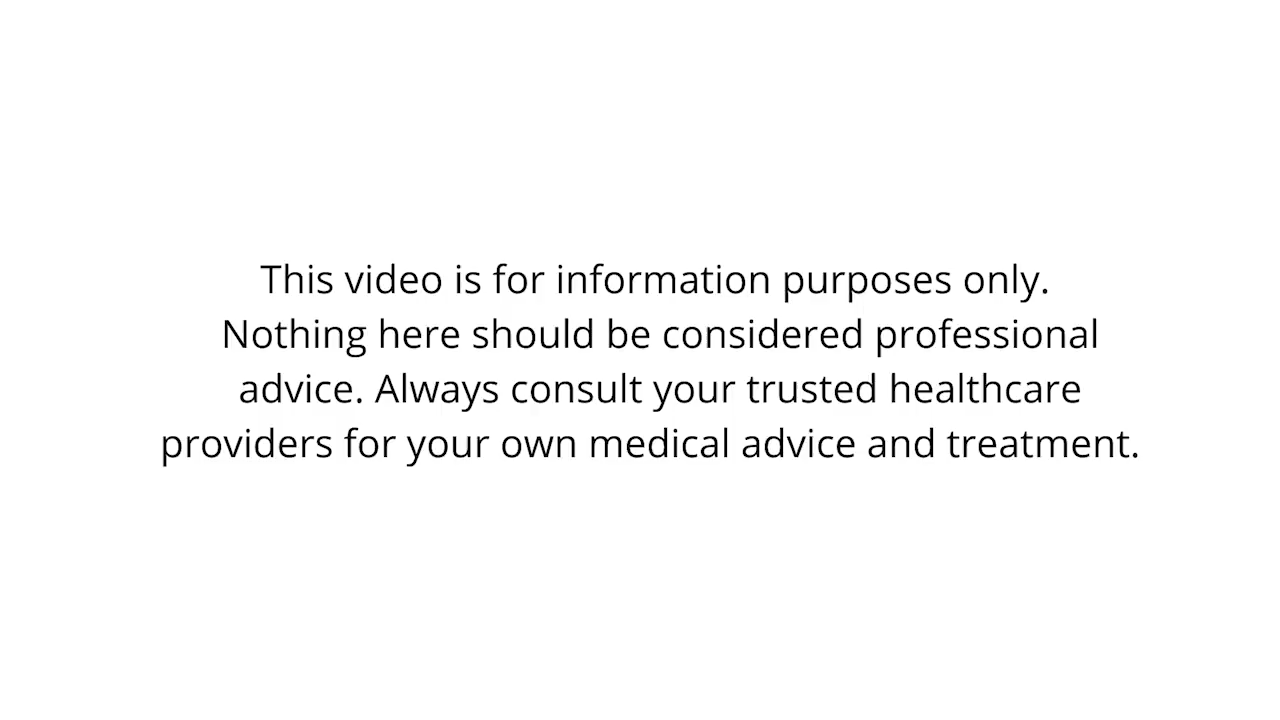 This video is for information purposes only.
Nothing here should be considered professional
advice. Always consult your trusted healthcare
providers for your own medical advice and treatment.